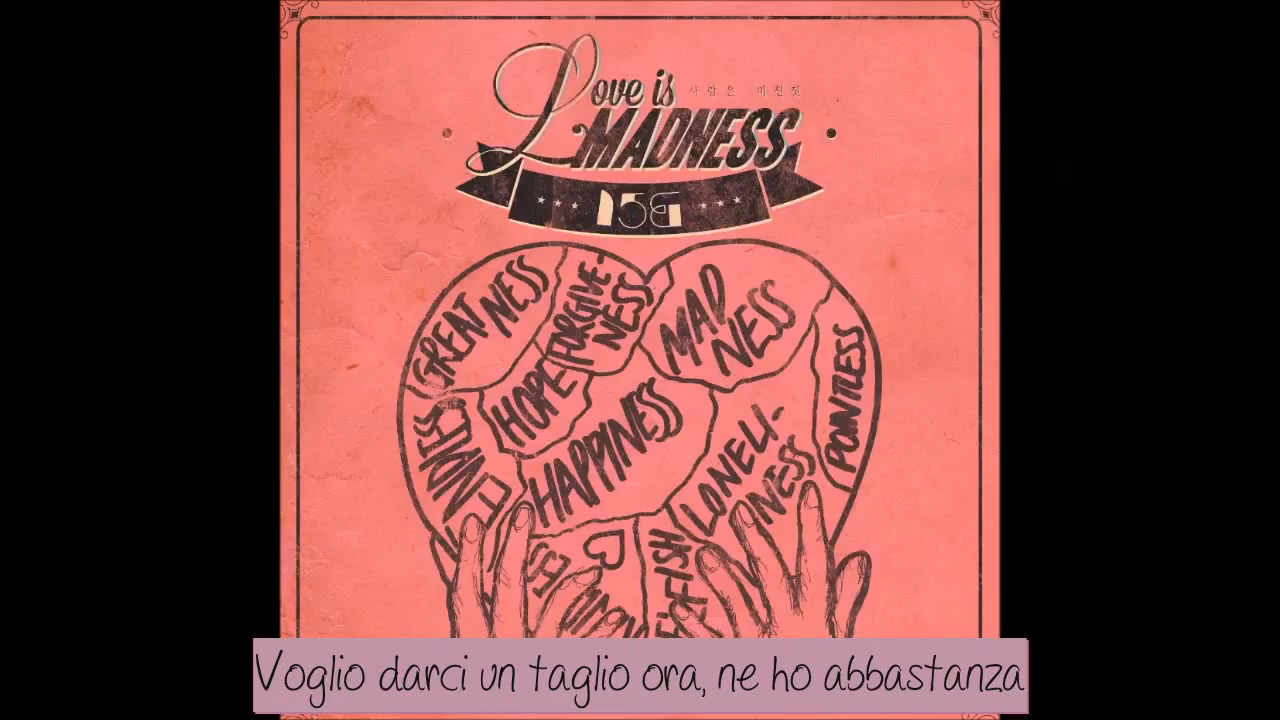 Love is 사랑은 미친짓
MADNESS
15&
GREAT
NESS
FORGIVE-
NESS
MAD
NESS
POINTLESS
HOPE
HAPPINESS
LONELI-
NESS
SELFISH
Voglio darci un taglio ora, ne ho abbastanza